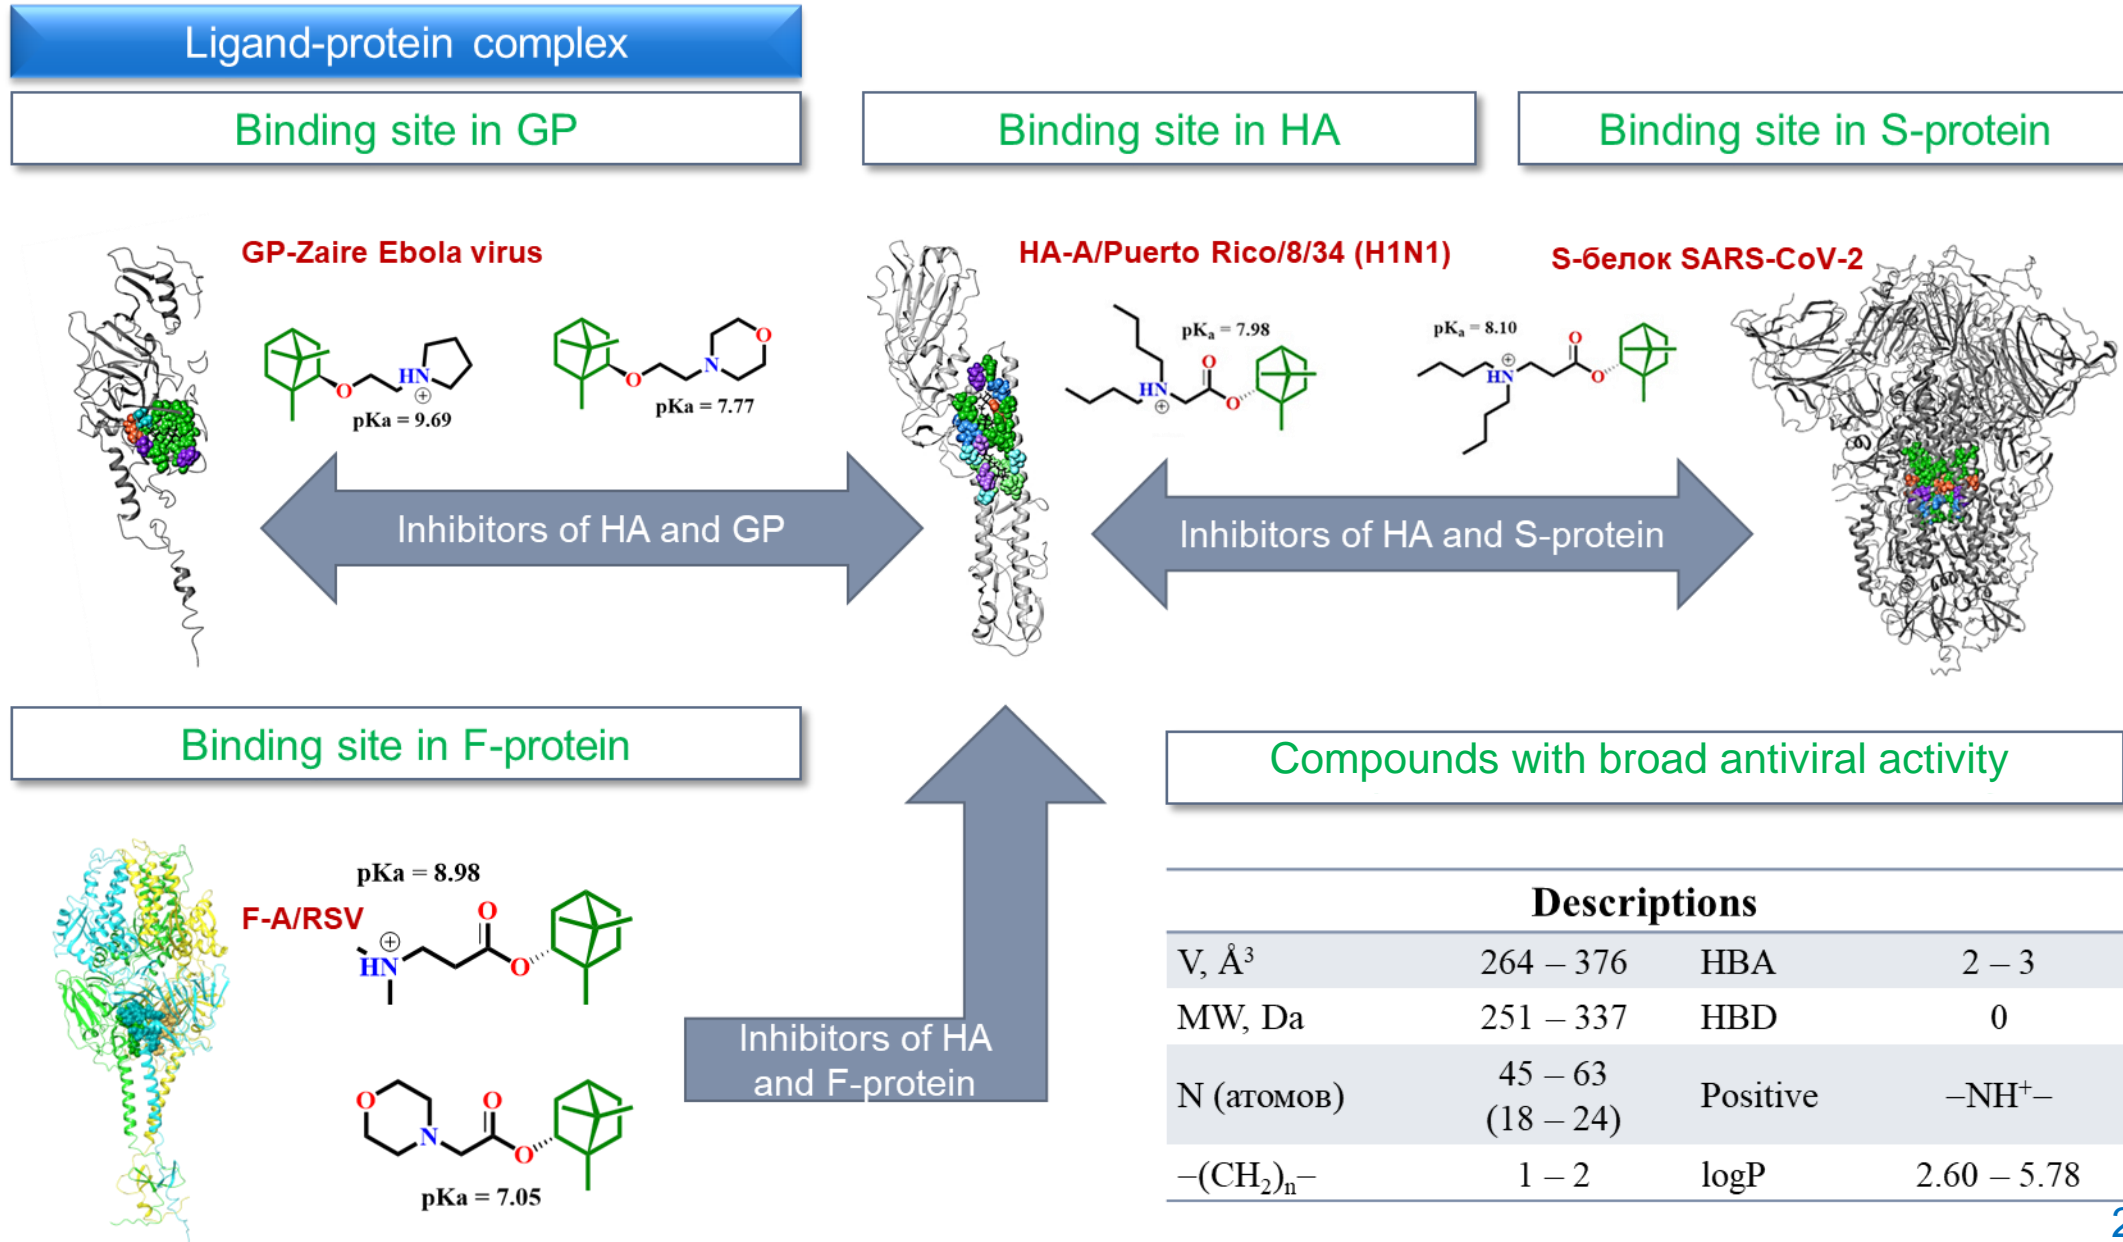 Ligand-protein complex
Binding site in GP
Binding site in HA
Binding site in S-protein
GP-Zaire Ebola virus
HA-A/Puerto Rico/8/34 (H1N1)
S-белок SARS-CoV-2
O
HN
⊕
pKa = 9.69
O
N
O
pKa = 7.77
pKₐ = 7.98
O
HN
⊕
O
pKₐ = 8.10
O
⊕
HN
O
Inhibitors of HA and GP
Inhibitors of HA and S-protein
Binding site in F-protein
Compounds with broad antiviral activity
F-A/RSV
pKa = 8.98
O
⊕
HN
O
O
N
O
O
pKa = 7.05
Inhibitors of HA
and F-protein
Descriptions
V, Å³ 264 – 376 HBA 2 – 3
MW, Da 251 – 337 HBD 0
N (атомов) 45 – 63 (18 – 24) Positive –NH⁺–
–(CH₂)ₙ– 1 – 2 logP 2.60 – 5.78